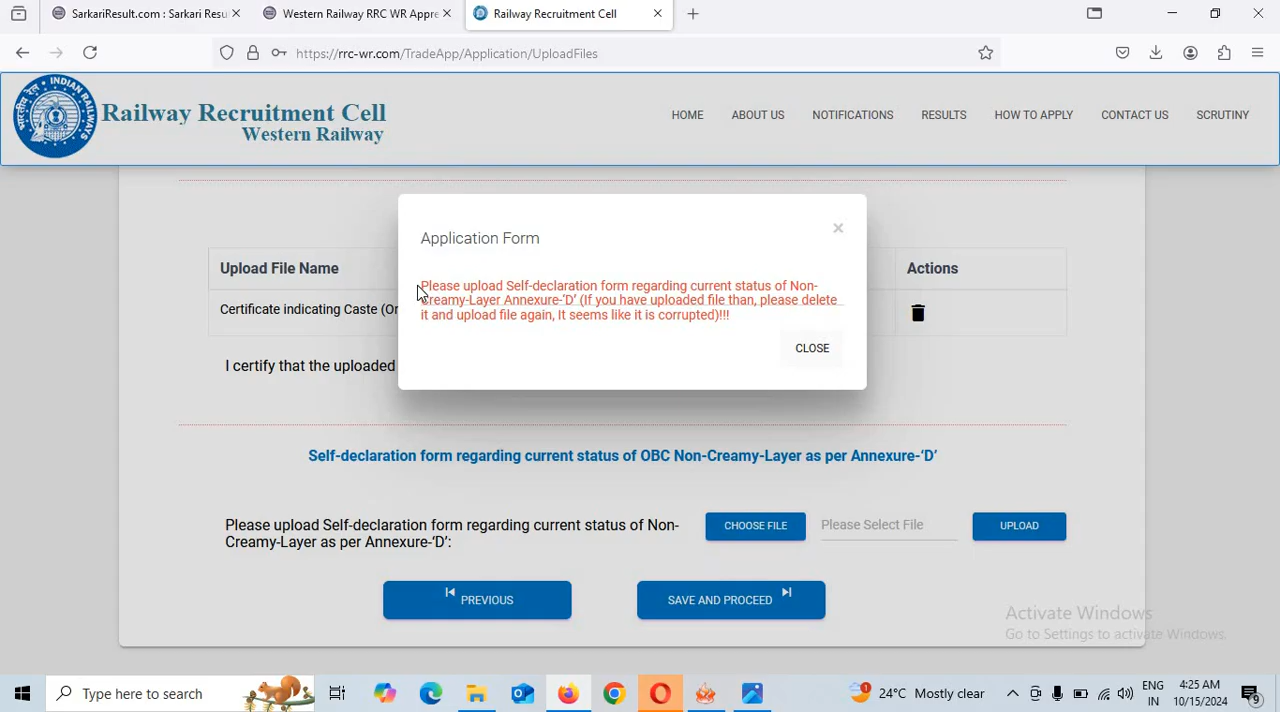 SarkariResult.com : Sarkari Resu
Western Railway RRC WR Appre
Railway Recruitment Cell
https://rrc-wr.com/TradeApp/Application/UploadFiles
INDIAN RAILWAYS
भारतीय रेल
Railway Recruitment Cell
Western Railway
HOME
ABOUT US
NOTIFICATIONS
RESULTS
HOW TO APPLY
CONTACT US
SCRUTINY
Application Form
×
Please upload Self-declaration form regarding current status of Non-
Creamy-Layer Annexure-‘D’ (If you have uploaded file than, please delete
it and upload file again, It seems like it is corrupted)!!!
CLOSE
Upload File Name
Actions
Certificate indicating Caste (Or
I certify that the uploaded
Self-declaration form regarding current status of OBC Non-Creamy-Layer as per Annexure-‘D’
Please upload Self-declaration form regarding current status of Non-
Creamy-Layer as per Annexure-‘D’:
CHOOSE FILE
Please Select File
UPLOAD
PREVIOUS
SAVE AND PROCEED
Activate Windows
Go to Settings to activate Windows.
Type here to search
1
24°C Mostly clear
ENG
IN
4:25 AM
10/15/2024
9